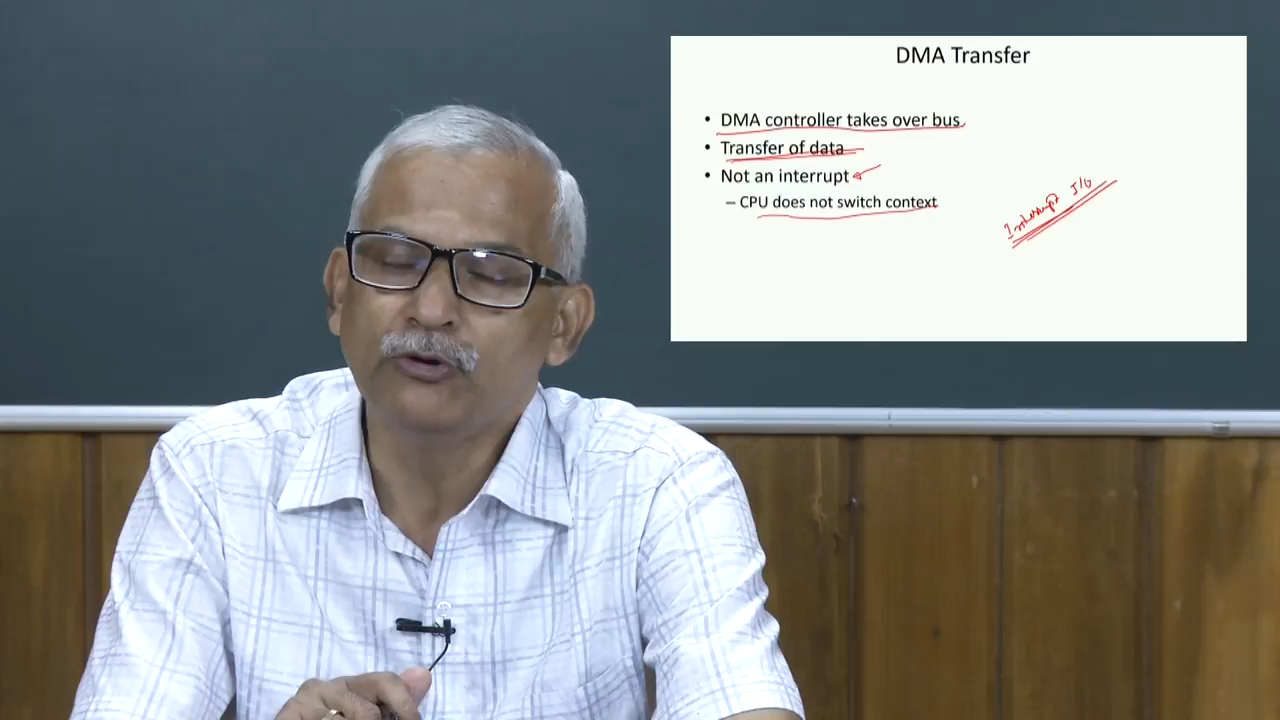 DMA Transfer
• DMA controller takes over bus
• Transfer of data
• Not an interrupt
– CPU does not switch context
Interrupt I/O